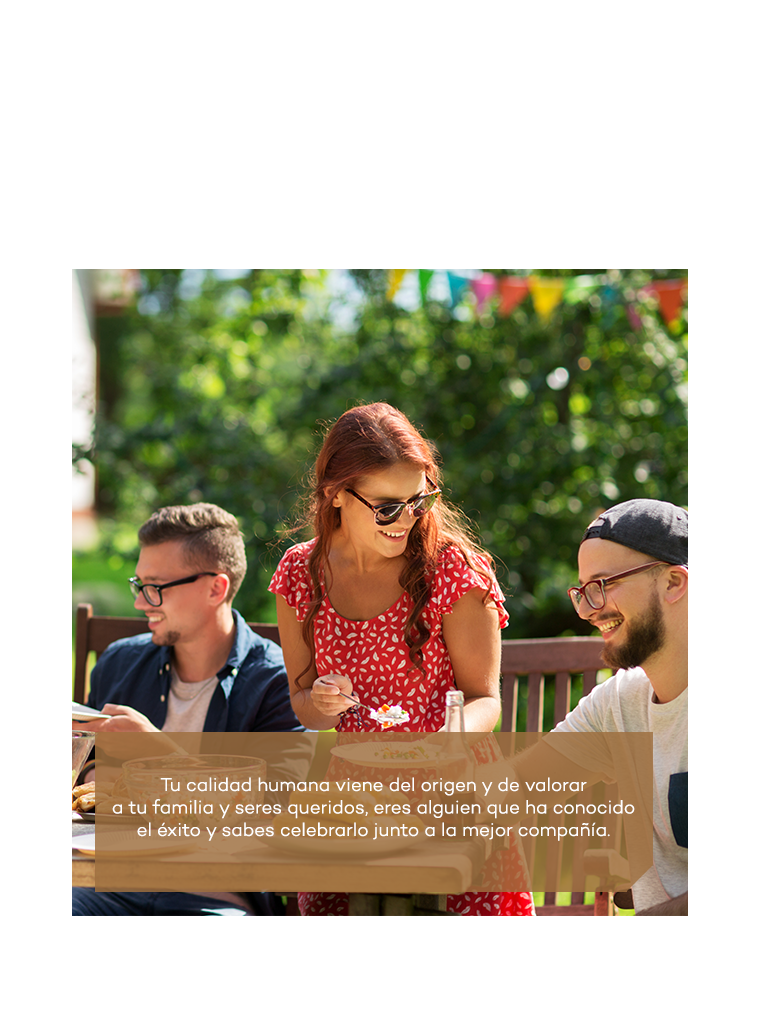 Tu calidad humana viene del origen y de valorar
a tu familia y seres queridos, eres alguien que ha conocido
el éxito y sabes celebrarlo junto a la mejor compañía.